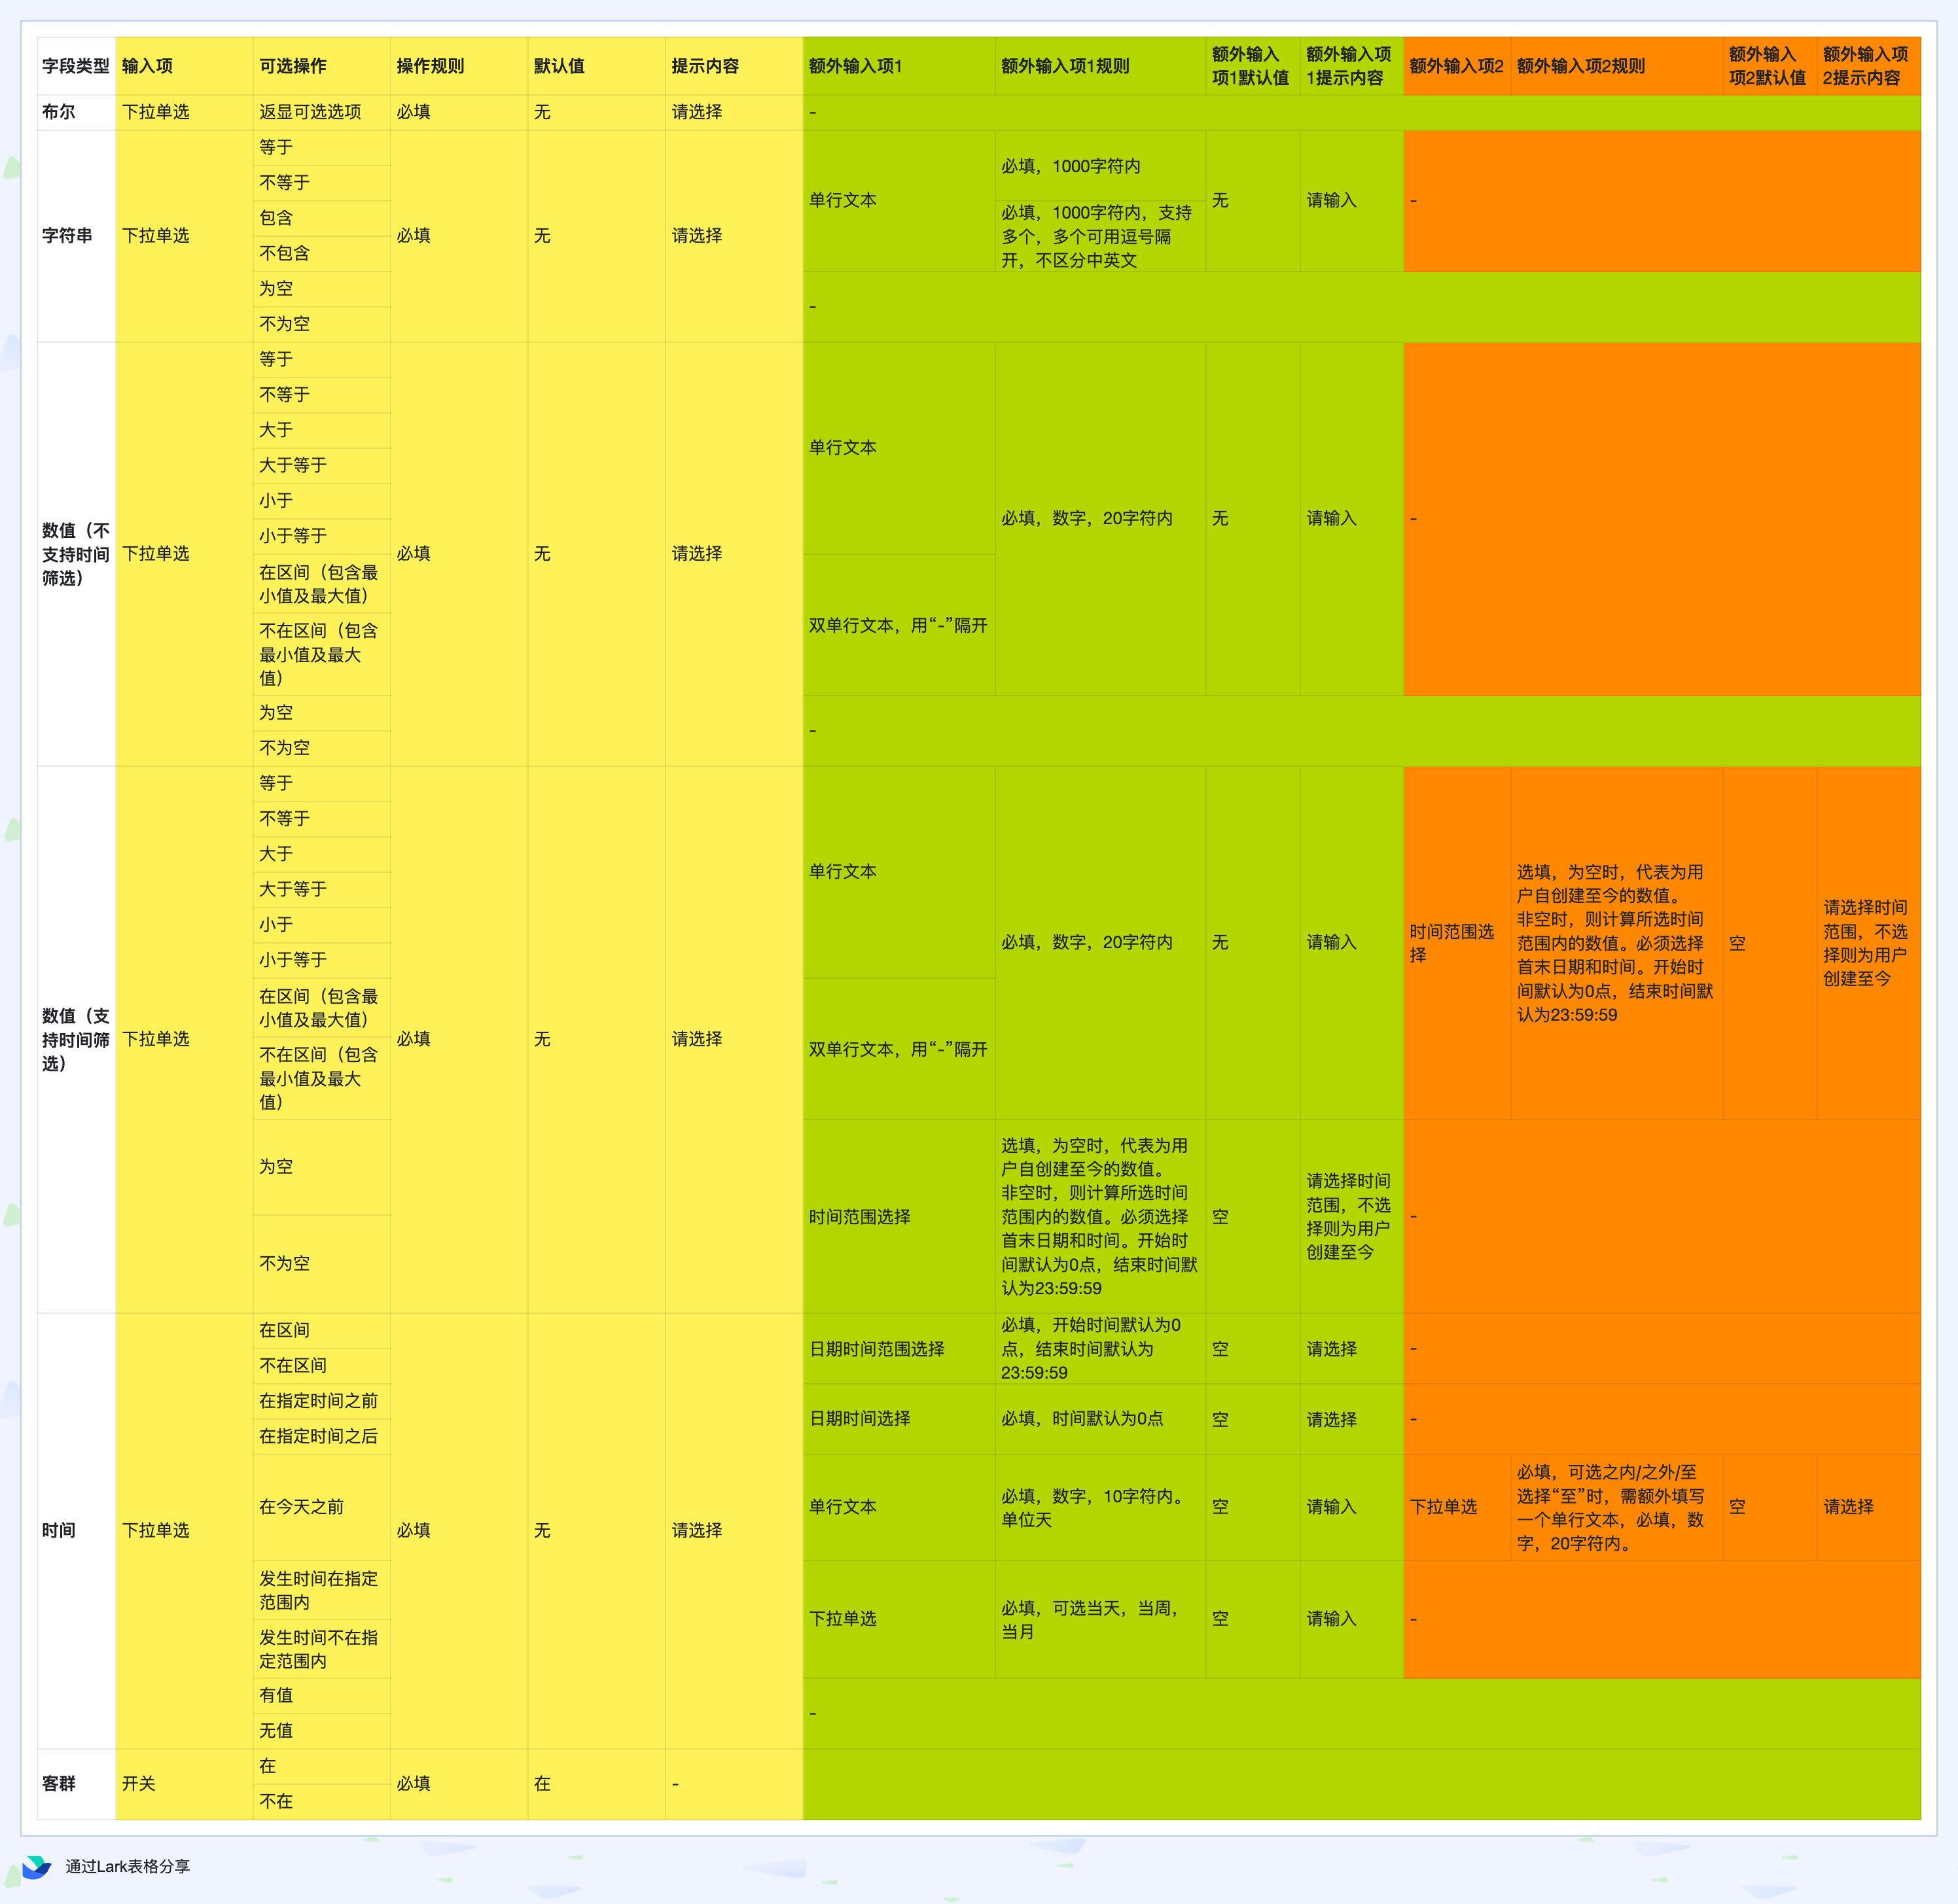 字段类型 输入项 可选操作 操作规则 默认值 提示内容 额外输入项1 额外输入项1规则 额外输入
项1默认值 额外输入项
1提示内容 额外输入项2 额外输入项2规则 额外输入
项2默认值 额外输入项
2提示内容
布尔 下拉单选 返显可选选项 必填 无 请选择 -
字符串 下拉单选
等于
不等于
包含
不包含
为空
不为空
必填 无 请选择
单行文本
必填，1000字符内
必填，1000字符内，支持
多个，多个可用逗号隔
开，不区分中英文
无 请输入 -
-
数值（不
支持时间
筛选）
下拉单选
等于
不等于
大于
大于等于
小于
小于等于
在区间（包含最
小值及最大值）
不在区间（包含
最小值及最大
值）
为空
不为空
必填 无 请选择
单行文本
双单行文本，用“-”隔开
必填，数字，20字符内 无 请输入 -
-
数值（支
持时间筛
选）
下拉单选
等于
不等于
大于
大于等于
小于
小于等于
在区间（包含最
小值及最大值）
不在区间（包含
最小值及最大
值）
为空
不为空
必填 无 请选择
单行文本
双单行文本，用“-”隔开
必填，数字，20字符内 无 请输入
时间范围选
择
选填，为空时，代表为用
户自创建至今的数值。
非空时，则计算所选时间
范围内的数值。必须选择
首末日期和时间。开始时
间默认为0点，结束时间默
认为23:59:59
空
请选择时间
范围，不选
择则为用户
创建至今
时间范围选择
选填，为空时，代表为用
户自创建至今的数值。
非空时，则计算所选时间
范围内的数值。必须选择
首末日期和时间。开始时
间默认为0点，结束时间默
认为23:59:59
空
请选择时间
范围，不选
择则为用户
创建至今
-
时间 下拉单选
在区间
不在区间
在指定时间之前
在指定时间之后
在今天之前
发生时间在指定
范围内
发生时间不在指
定范围内
有值
无值
必填 无 请选择
日期时间范围选择
必填，开始时间默认为0
点，结束时间默认为
23:59:59
空 请选择 -
日期时间选择 必填，时间默认为0点 空 请选择 -
单行文本
必填，数字，10字符内。
单位天
空 请输入 下拉单选
必填，可选之内/之外/至
选择“至”时，需额外填写
一个单行文本，必填，数
字，20字符内。
空 请选择
下拉单选
必填，可选当天，当周，
当月
空 请输入 -
-
客群 开关
在
不在
必填 在 -
通过Lark表格分享